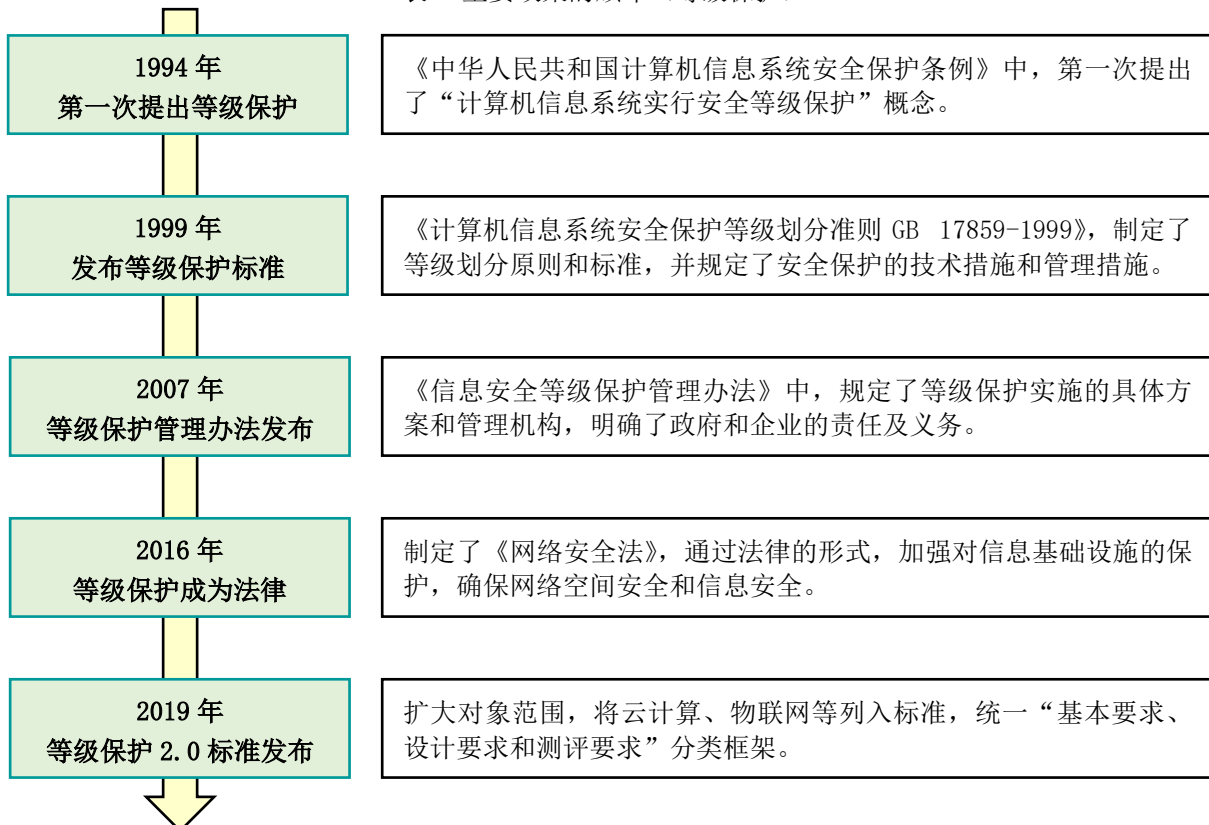 1994 年
第一次提出等级保护
《中华人民共和国计算机信息系统安全保护条例》中，第一次提出
了“计算机信息系统实行安全等级保护”概念。
1999 年
发布等级保护标准
《计算机信息系统安全保护等级划分准则 GB 17859-1999》，制定了
等级划分原则和标准，并规定了安全保护的技术措施和管理措施。
2007 年
等级保护管理办法发布
《信息安全等级保护管理办法》中，规定了等级保护实施的具体方
案和管理机构，明确了政府和企业的责任及义务。
2016 年
等级保护成为法律
制定了《网络安全法》，通过法律的形式，加强对信息基础设施的保
护，确保网络空间安全和信息安全。
2019 年
等级保护 2.0 标准发布
扩大对象范围，将云计算、物联网等列入标准，统一“基本要求、
设计要求和测评要求”分类框架。